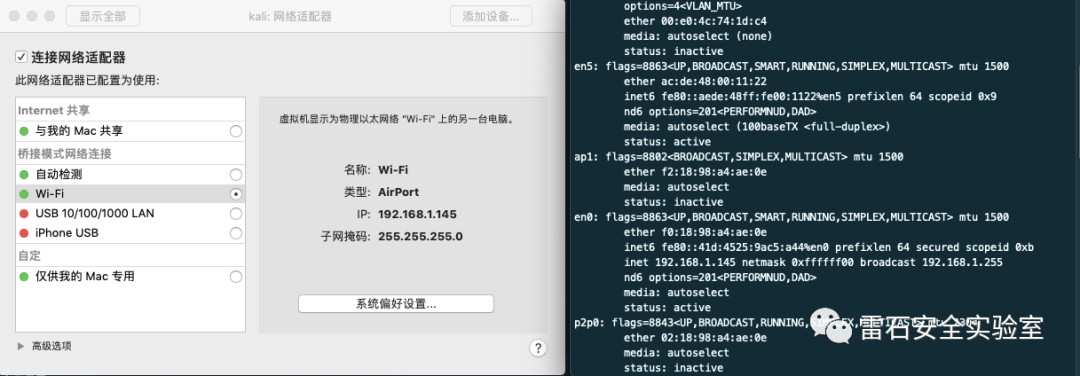 显示全部
kali: 网络适配器
添加设备...
连接网络适配器
此网络适配器已配置为使用:
Internet 共享
与我的 Mac 共享
桥接模式网络连接
自动检测
Wi-Fi
USB 10/100/1000 LAN
iPhone USB
自定
仅供我的 Mac 专用
高级选项
虚拟机显示为物理以太网络 "Wi-Fi" 上的另一台电脑。
名称: Wi-Fi
类型: AirPort
IP: 192.168.1.145
子网掩码: 255.255.255.0
系统偏好设置...
?
options=4<VLAN_MTU>
ether 00:e0:4c:74:1d:c4
media: autoselect (none)
status: inactive
en5: flags=8863<UP,BROADCAST,SMART,RUNNING,SIMPLEX,MULTICAST> mtu 1500
ether ac:de:48:00:11:22
inet6 fe80::aede:48ff:fe00:1122%en5 prefixlen 64 scopeid 0x9
nd6 options=201<PERFORMNUD,DAD>
media: autoselect (100baseTX <full-duplex>)
status: active
ap1: flags=8802<BROADCAST,SIMPLEX,MULTICAST> mtu 1500
ether f2:18:98:a4:ae:0e
media: autoselect
status: inactive
en0: flags=8863<UP,BROADCAST,SMART,RUNNING,SIMPLEX,MULTICAST> mtu 1500
ether f0:18:98:a4:ae:0e
inet6 fe80::41d:4525:9ac5:a44%en0 prefixlen 64 secured scopeid 0xb
inet 192.168.1.145 netmask 0xffffff00 broadcast 192.168.1.255
nd6 options=201<PERFORMNUD,DAD>
media: autoselect
status: active
p2p0: flags=8843<UP,BROADCAST,RUNNING,SIMPLEX,MULTICAST> mtu
ether 02:18:98:a4:ae:0e
media: autoselect
status: inactive
雷石安全实验室